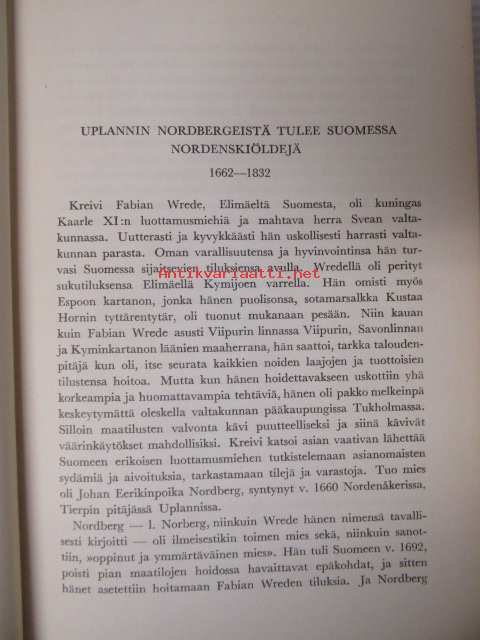 UPLANNIN NORDBERGEISTÄ TULEE SUOMESSA
NORDENSKIÖLDEJÄ
1662—1832
Kreivi Fabian Wrede, Elimäeltä Suomesta, oli kuningas
Kaarle XI:n luottamusmiehiä ja mahtava herra Svean valta-
kunnassa. Uutterasti ja kyvykkäästi hän uskollisesti harrasti valta-
kunnan parasta. Oman varallisuutensa ja hyvinvointinsa hän tur-
vasi Suomessa sijaitsevien tiluksiensa avulla. Wredellä oli perityt
antikvariaatti.net
sukutiluksensa Elimäellä Kymijoen varrella. Hän omisti myös
Espoon kartanon, jonka hänen puolisonsa, sotamarsalkka Kustaa
Hornin tyttärentytär, oli tuonut mukanaan pesään. Niin kauan
kuin Fabian Wrede asusti Viipurin linnassa Viipurin, Savonlinnan
ja Kyminkartanon läänien maaherrana, hän saattoi, tarkka talouden-
pitäjä kun oli, itse seurata kaikkien noiden laajojen ja tuottoisien
tilustensa hoitoa. Mutta kun hänen hoidettavakseen uskottiin yhä
korkeampia ja huomattavampia tehtäviä, hänen oli pakko melkeinpä
keskeytymättä oleskella valtakunnan pääkaupungissa Tukholmassa.
Silloin maatilusten valvonta kävi puutteelliseksi ja siinä kävivät
väärinkäytökset mahdollisiksi. Kreivi katsoi asian vaativan lähettää
Suomeen erikoisen luottamusmiehen tutkistelemaan asianomaisten
sydämiä ja aivoituksia, tarkastamaan tilejä ja varastoja. Tuo mies
oli Johan Eerikinpoika Nordberg, syntynyt v. 1660 Nordenåkerissa,
Tierpin pitäjässä Uplannissa.
Nordberg — l. Norberg, niinkuin Wrede hänen nimensä tavalli-
sesti kirjoitti — oli ilmeisestikin toimen mies sekä, niinkuin sanot-
tiin, »oppinut ja ymmärtäväinen mies». Hän tuli Suomeen v. 1692,
poisti pian maatilojen hoidossa havaittavat epäkohdat, ja sitten
hänet asetettiin hoitamaan Fabian Wreden tiluksia. Ja Nordberg